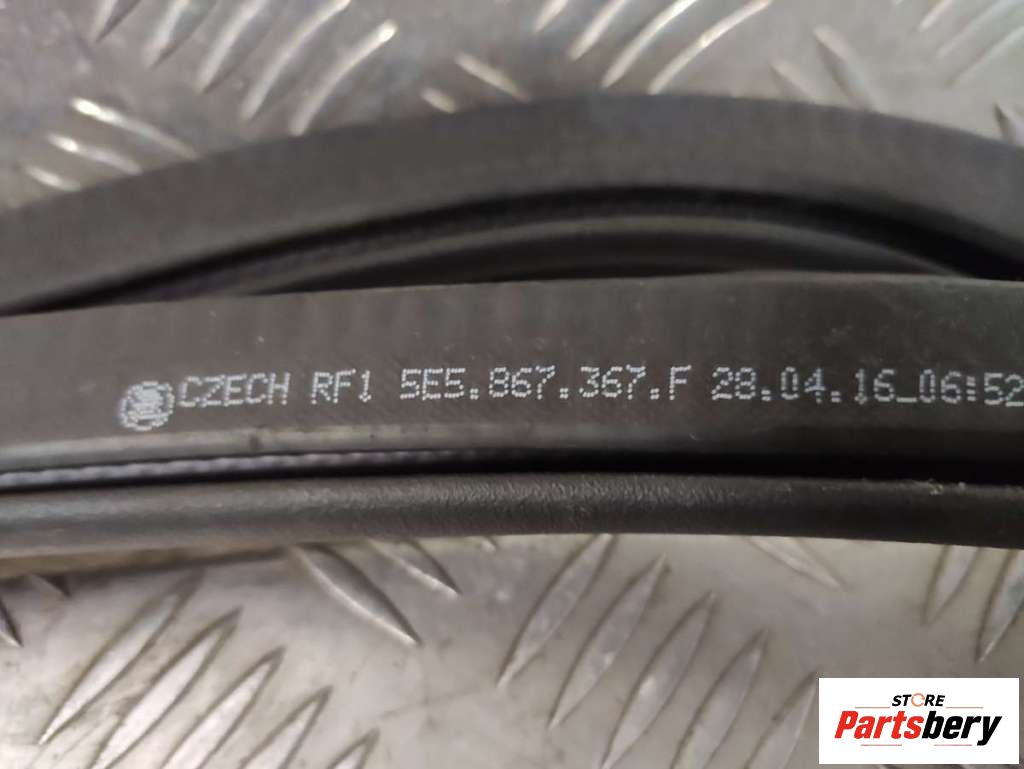 CZECH RF1 5E5.867.367.F 28.04.16_06:52
STORE
Partsbery